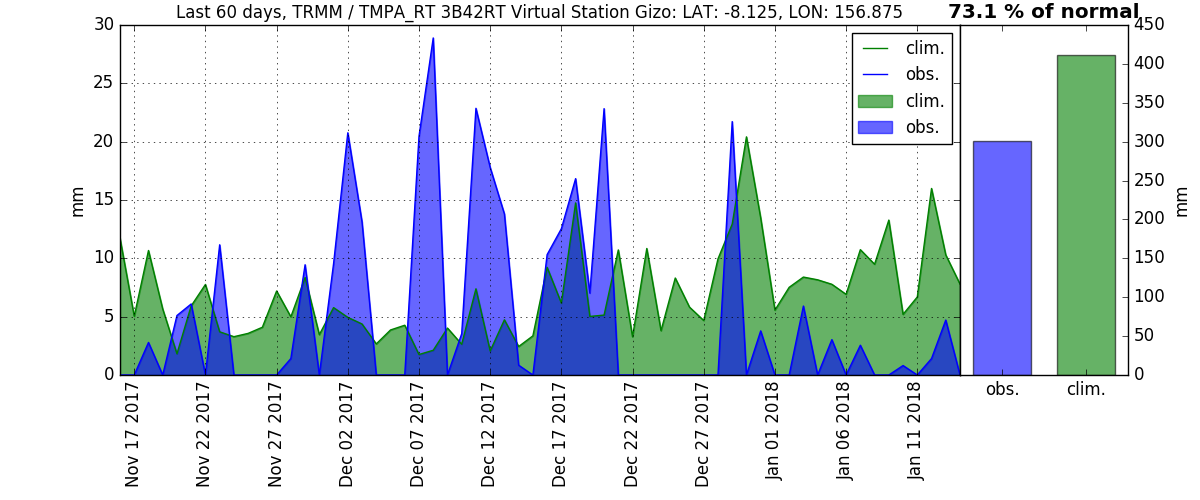 Last 60 days, TRMM / TMPA_RT 3B42RT Virtual Station Gizo: LAT: -8.125, LON: 156.875
73.1 % of normal
30
25
20
15
10
5
0
mm
clim.
obs.
clim.
obs.
450
400
350
300
250
200
150
100
50
0
mm
Nov 17 2017
Nov 22 2017
Nov 27 2017
Dec 02 2017
Dec 07 2017
Dec 12 2017
Dec 17 2017
Dec 22 2017
Dec 27 2017
Jan 01 2018
Jan 06 2018
Jan 11 2018
obs.
clim.